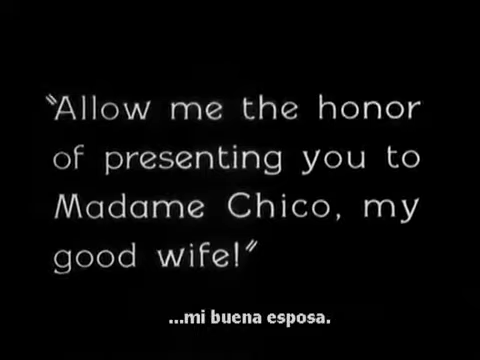 "Allow me the honor
of presenting you to
Madame Chico, my
good wife!"
...mi buena esposa.